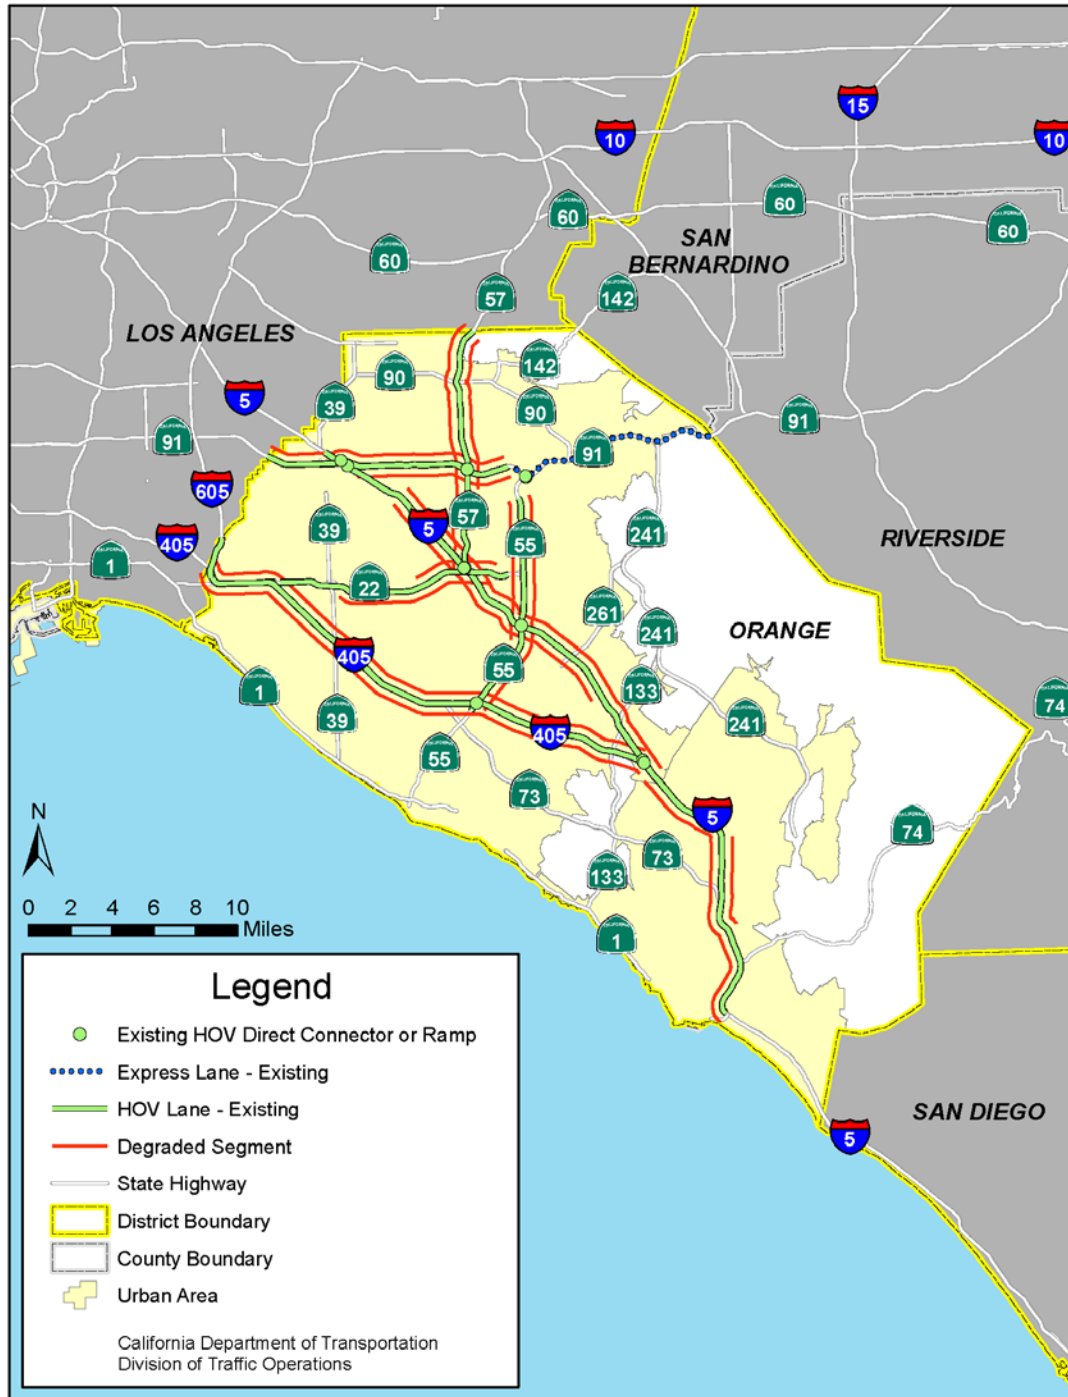 15
10
10
60
60
SAN
BERNARDINO
60
60
57
142
LOS ANGELES
142
90
5
39
90
91
91
91
605
57
5
39
55
241
405
1
RIVERSIDE
22
261
241
ORANGE
405
55
133
1
39
241
74
405
55
73
N
5
74
73
133
0 2 4 6 8 10
Miles
1
Legend
Existing HOV Direct Connector or Ramp
Express Lane - Existing
HOV Lane - Existing
Degraded Segment
State Highway
District Boundary
County Boundary
Urban Area
California Department of Transportation
Division of Traffic Operations
SAN DIEGO
5